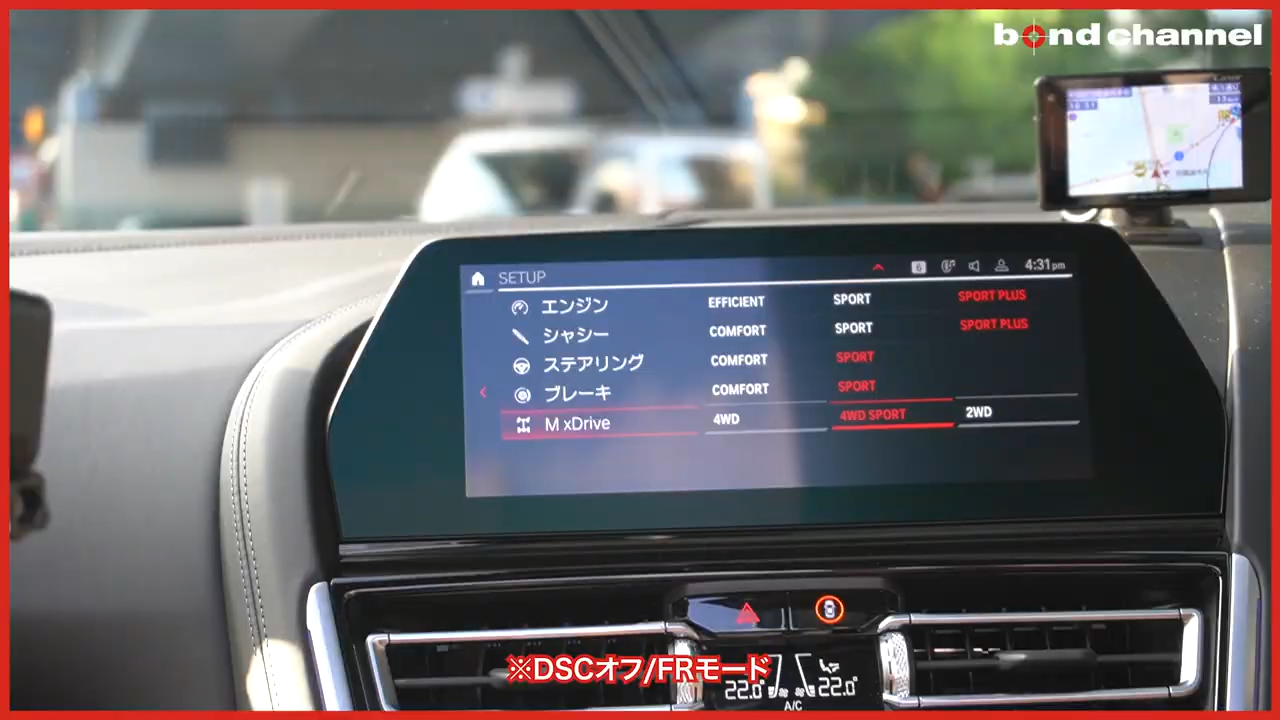 bond channel
SETUP 6 4:31pm
エンジン EFFICIENT SPORT SPORT PLUS
シャシー COMFORT SPORT SPORT PLUS
ステアリング COMFORT SPORT
ブレーキ COMFORT SPORT
M xDrive 4WD 4WD SPORT 2WD
※DSCオフ/FRモード
22.0° 22.0°
A/C